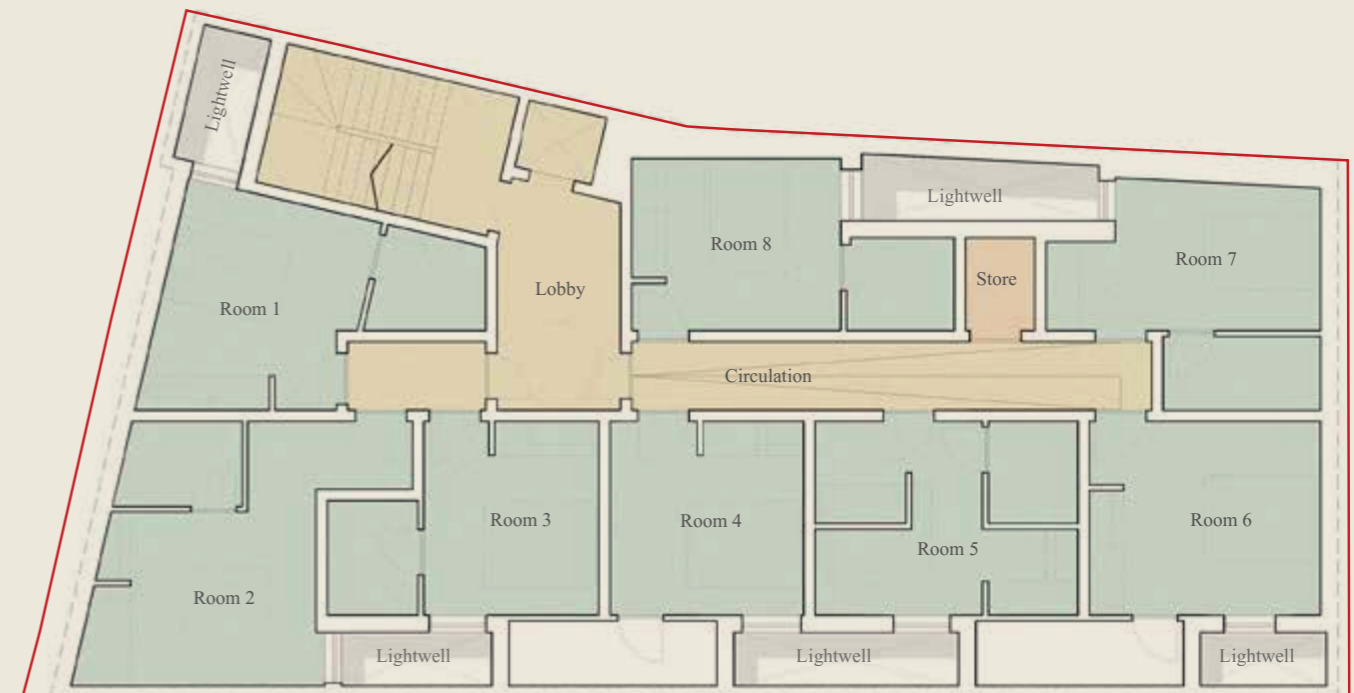 Lightwell
Lightwell
Room 8
Room 7
Store
Lobby
Room 1
Circulation
Room 3
Room 4
Room 6
Room 5
Room 2
Lightwell
Lightwell
Lightwell